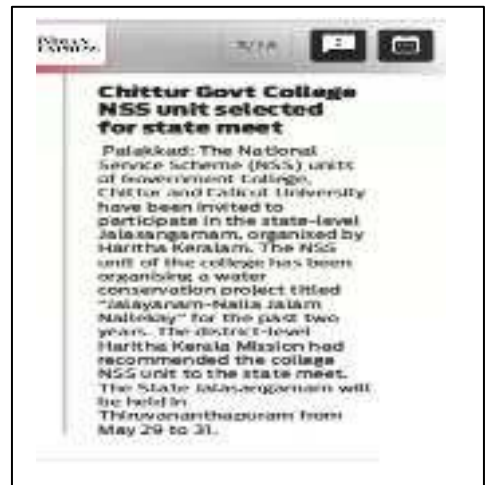 INDIAN
EXPRESS
Chittur Govt College
NSS unit selected
for state meet
Palakkad: The National
Service Scheme (NSS) units
of Government College,
Chittur and Calicut University
have been invited to
participate in the state-level
Jalasangamam, organized by
Haritha Keralam. The NSS
unit of the college has been
organising a water
conservation project titled
"Jalayanam-Nalla Jalam
for the past two
years. The district-level
Haritha Kerala Mission had
recommended the college
NSS unit to the state meet.
The State Jalasangamam will
be held in
Thiruvananthapuram from
May 29 to 31.